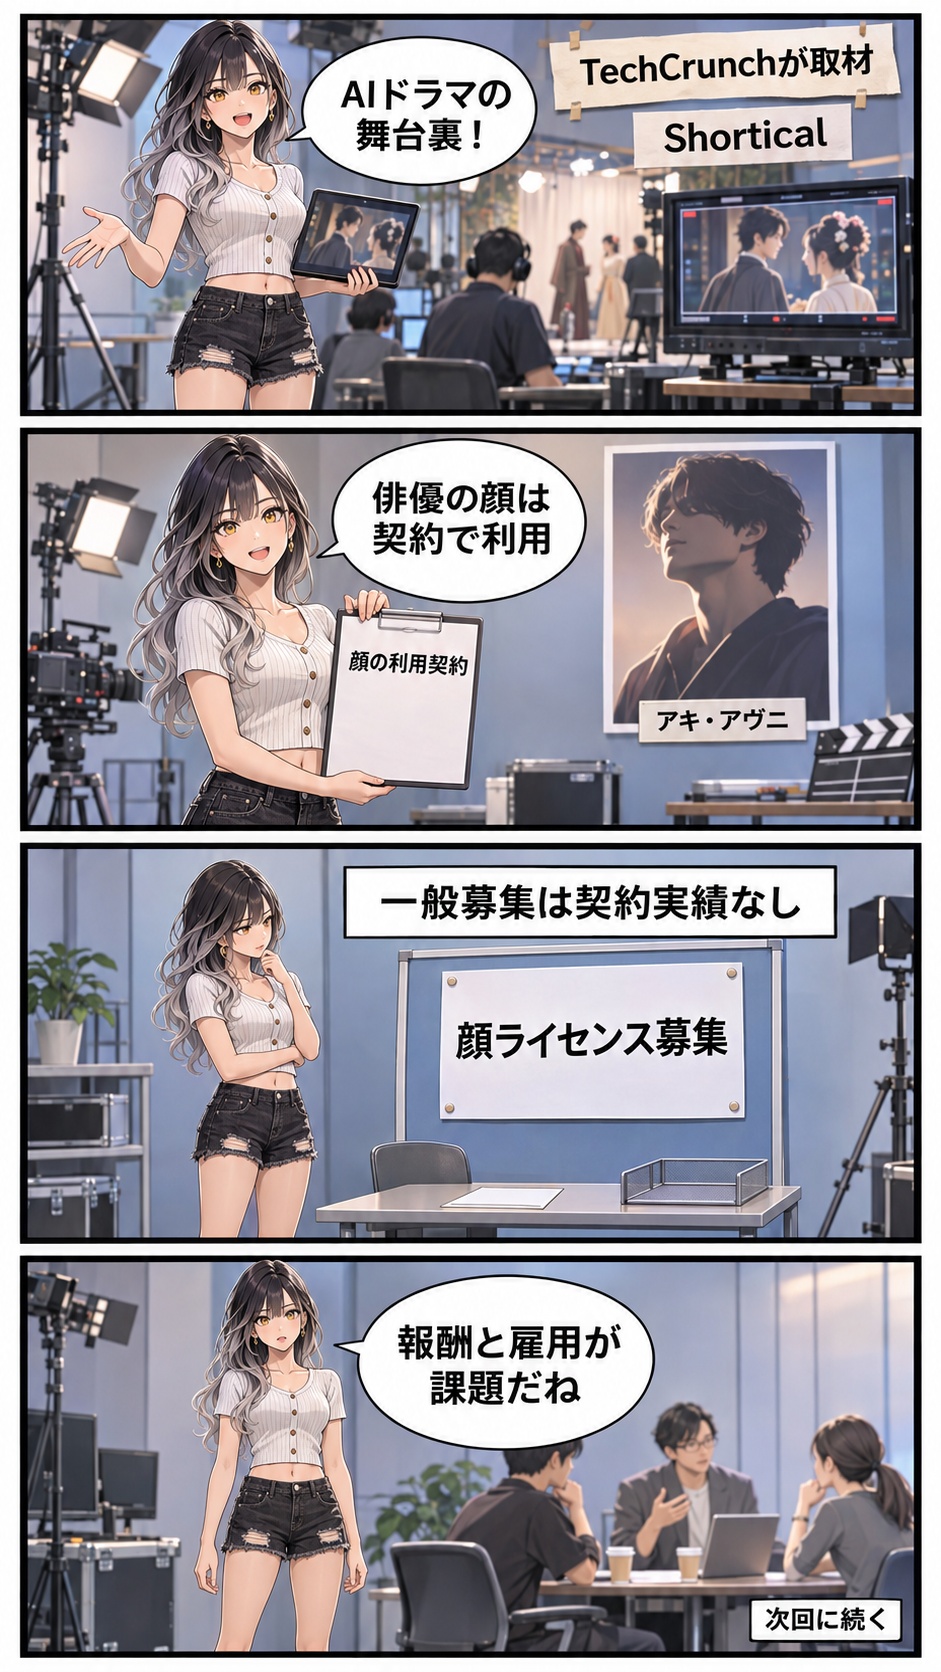 AIドラマの
舞台裏！
TechCrunchが取材
Shortical
俳優の顔は
契約で利用
顔の利用契約
アキ・アヴニ
一般募集は契約実績なし
顔ライセンス募集
報酬と雇用が
課題だね
次回に続く